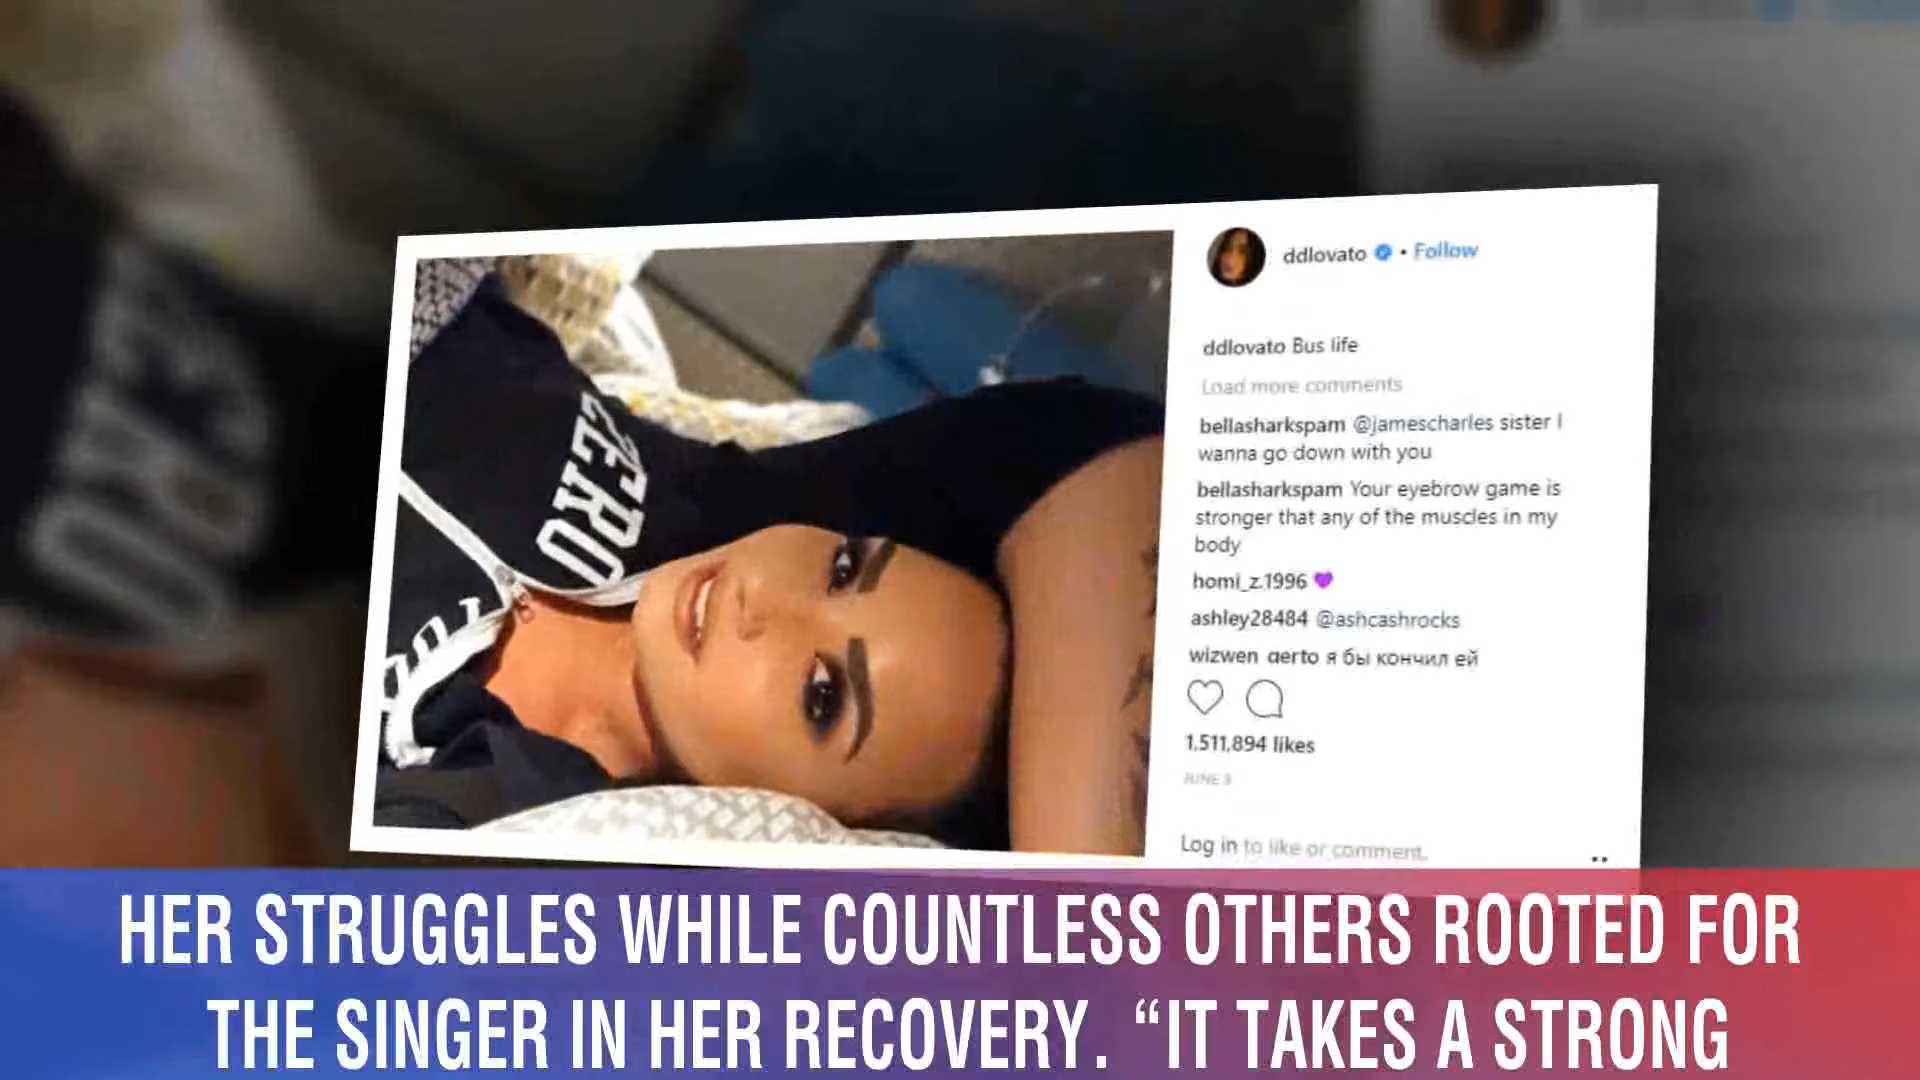 ZERO
ddlovato • Follow
ddlovato Bus life
Load more comments
bellasharkspam @jamescharles sister I
wanna go down with you
bellasharkspam Your eyebrow game is
stronger that any of the muscles in my
body
homi_z.1996 💜
ashley28484 @ashcashrocks
wizwen aerto я бы кончил ей
1,511,894 likes
JUNE 3
Log in to like or comment.
HER STRUGGLES WHILE COUNTLESS OTHERS ROOTED FOR
THE SINGER IN HER RECOVERY. “IT TAKES A STRONG